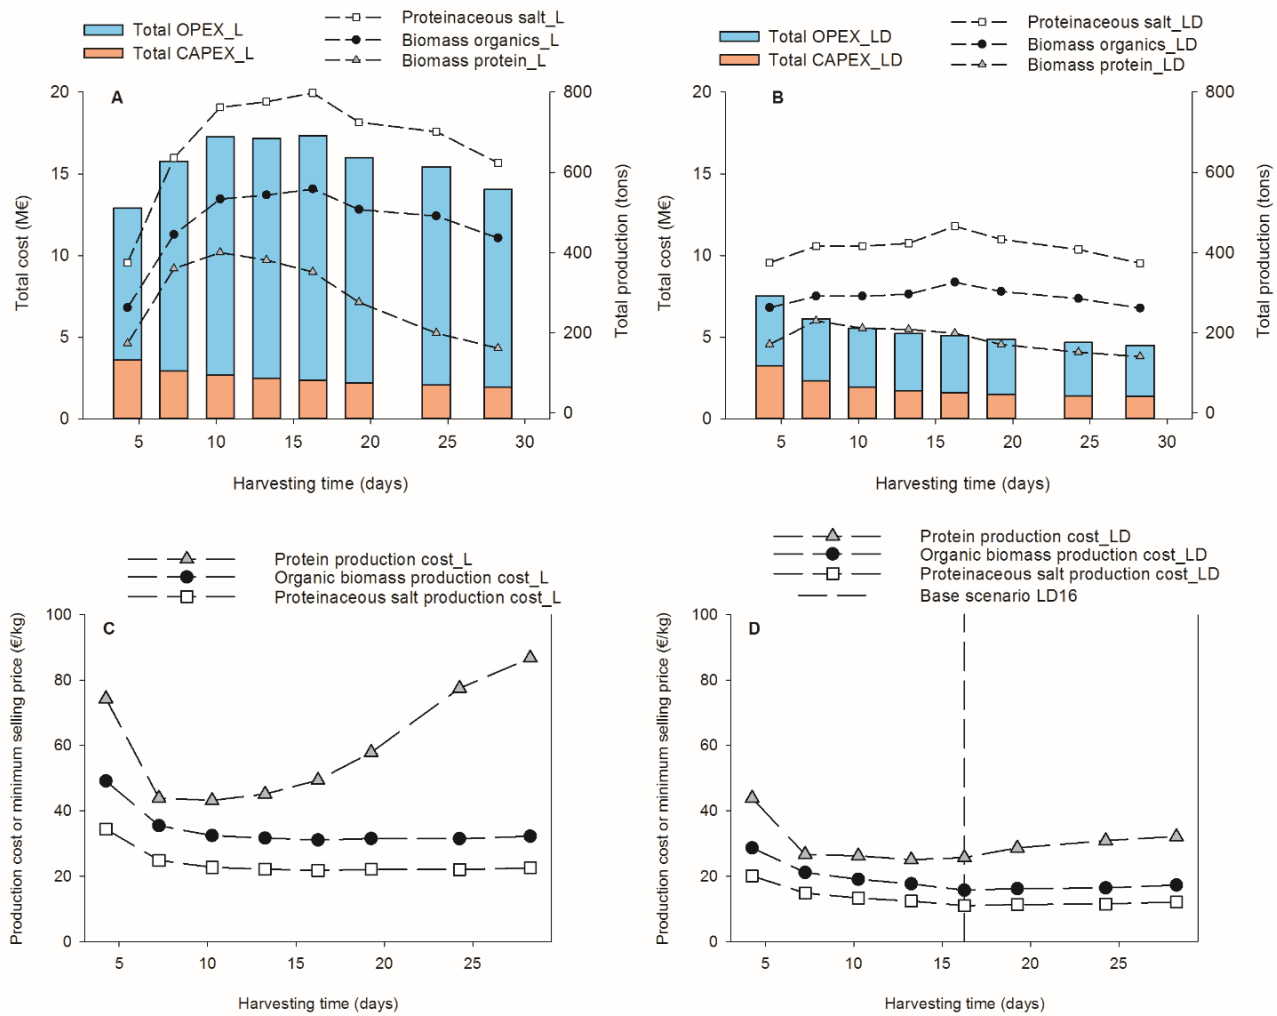 Total OPEX_L
Total CAPEX_L
Proteinaceous salt_L
Biomass organics_L
Biomass protein_L
A
20
15
10
5
0
Total cost (M€)
800
600
400
200
0
Total production (tons)
5 10 15 20 25 30
Harvesting time (days)
Total OPEX_LD
Total CAPEX_LD
Proteinaceous salt_LD
Biomass organics_LD
Biomass protein_LD
B
20
15
10
5
0
Total cost (M€)
800
600
400
200
0
Total production (tons)
5 10 15 20 25 30
Harvesting time (days)
Protein production cost_L
Organic biomass production cost_L
Proteinaceous salt production cost_L
C
100
80
60
40
20
0
Production cost or minimum selling price (€/kg)
5 10 15 20 25
Harvesting time (days)
Protein production cost_LD
Organic biomass production cost_LD
Proteinaceous salt production cost_LD
Base scenario LD16
D
100
80
60
40
20
0
Production cost or minimum selling price (€/kg)
5 10 15 20 25
Harvesting time (days)